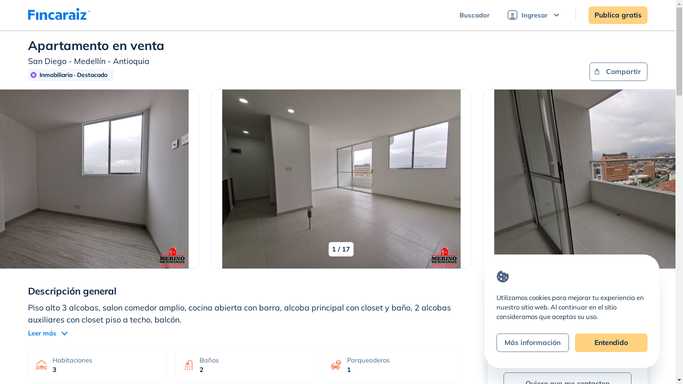 Fincaraiz
Buscador
Ingresar
Publica gratis
Apartamento en venta
San Diego - Medellín - Antioquia
Inmobiliaria - Destacado
Compartir
MERINO
1 / 17
MERINO
Descripción general
Piso alto 3 alcobas, salon comedor amplio, cocina abierta con barra, alcoba principal con closet y baño, 2 alcobas
auxiliares con closet piso a techo, balcón.
Leer más
Habitaciones
3
Baños
2
Parqueaderos
1
Utilizamos cookies para mejorar tu experiencia en
nuestro sitio web. Al continuar en el sitio
consideramos que aceptas su uso.
Más información
Entendido
Quiero que me contacten